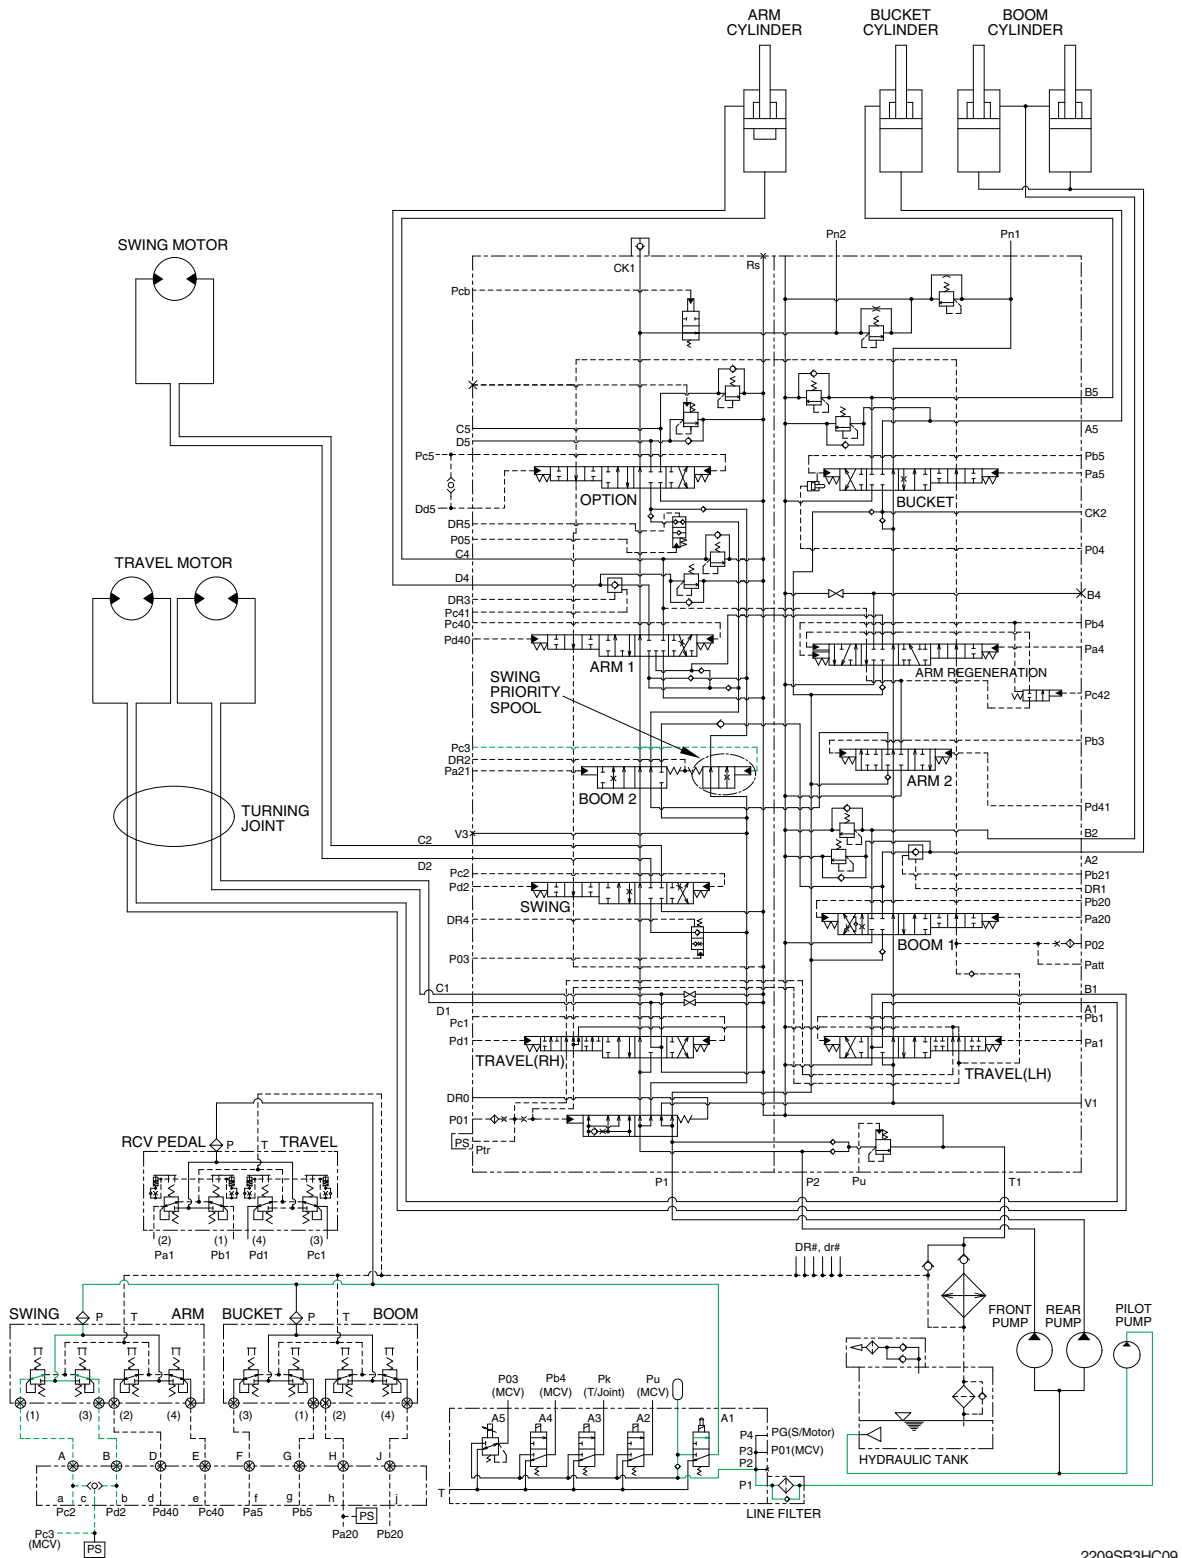 ARM
CYLINDER
BUCKET
CYLINDER
BOOM
CYLINDER
SWING MOTOR
Pn2
Pn1
CK1
Rs
Pcb
B5
C5
D5
A5
Pc5
Pb5
Pa5
OPTION
BUCKET
Dd5
CK2
DR5
P05
P04
C4
TRAVEL MOTOR
D4
DR3
B4
Pc41
Pc40
Pb4
Pd40
Pa4
ARM 1
ARM REGENERATION
SWING
PRIORITY
SPOOL
Pc42
Pc3
Pb3
DR2
Pa21
BOOM 2
ARM 2
TURNING
JOINT
Pd41
V3
B2
C2
A2
D2
Pc2
Pb21
Pd2
DR1
SWING
Pb20
DR4
Pa20
BOOM 1
P02
P03
Patt
C1
B1
D1
A1
Pc1
Pb1
Pd1
Pa1
TRAVEL(RH)
TRAVEL(LH)
DR0
V1
P01
PS
Ptr
RCV PEDAL
P
T
TRAVEL
P1
P2
Pu
T1
(2)
(1)
(4)
(3)
Pa1
Pb1
Pd1
Pc1
DR#, dr#
SWING
P
T
ARM
BUCKET
P
T
BOOM
FRONT
PUMP
REAR
PUMP
PILOT
PUMP
P03
(MCV)
Pb4
(MCV)
Pk
(T/Joint)
Pu
(MCV)
(1)
(3)
(2)
(4)
(3)
(1)
(2)
(4)
A5
A4
A3
A2
A1
P4
PG(S/Motor)
P3
P01(MCV)
P2
HYDRAULIC TANK
A
B
D
E
F
G
H
J
P1
T
LINE FILTER
a
c
b
d
e
f
g
h
j
Pc2
Pd2
Pd40
Pc40
Pa5
Pb5
PS
Pc3
(MCV)
PS
Pa20
Pb20
2209SB3HC09